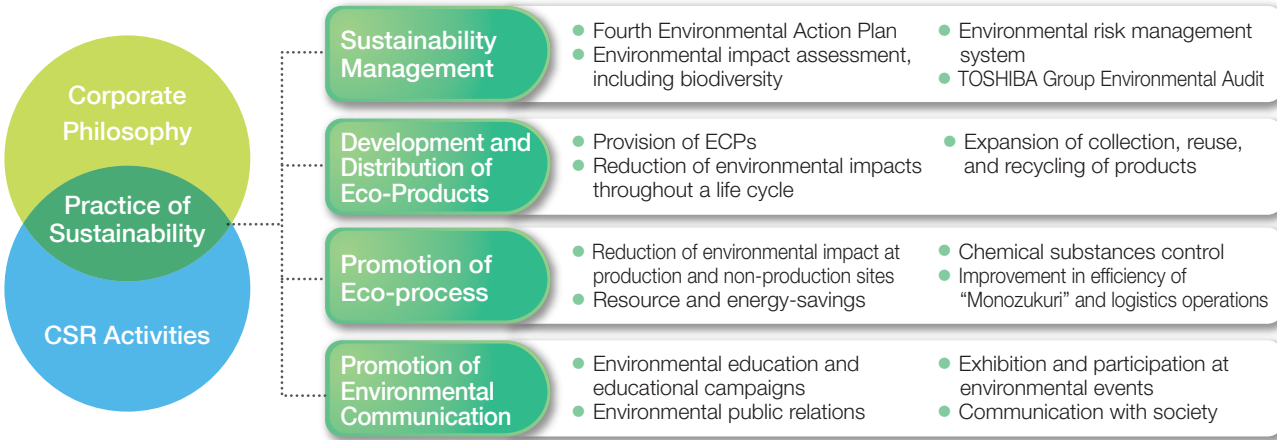 Corporate
Philosophy
Practice of
Sustainability
CSR Activities
Sustainability
Management
Fourth Environmental Action Plan
Environmental impact assessment,
including biodiversity
Environmental risk management
system
TOSHIBA Group Environmental Audit
Development and
Distribution of
Eco-Products
Provision of ECPs
Reduction of environmental impacts
throughout a life cycle
Expansion of collection, reuse,
and recycling of products
Promotion of
Eco-process
Reduction of environmental impact at
production and non-production sites
Resource and energy-savings
Chemical substances control
Improvement in efficiency of
“Monozukuri” and logistics operations
Promotion of
Environmental
Communication
Environmental education and
educational campaigns
Environmental public relations
Exhibition and participation at
environmental events
Communication with society